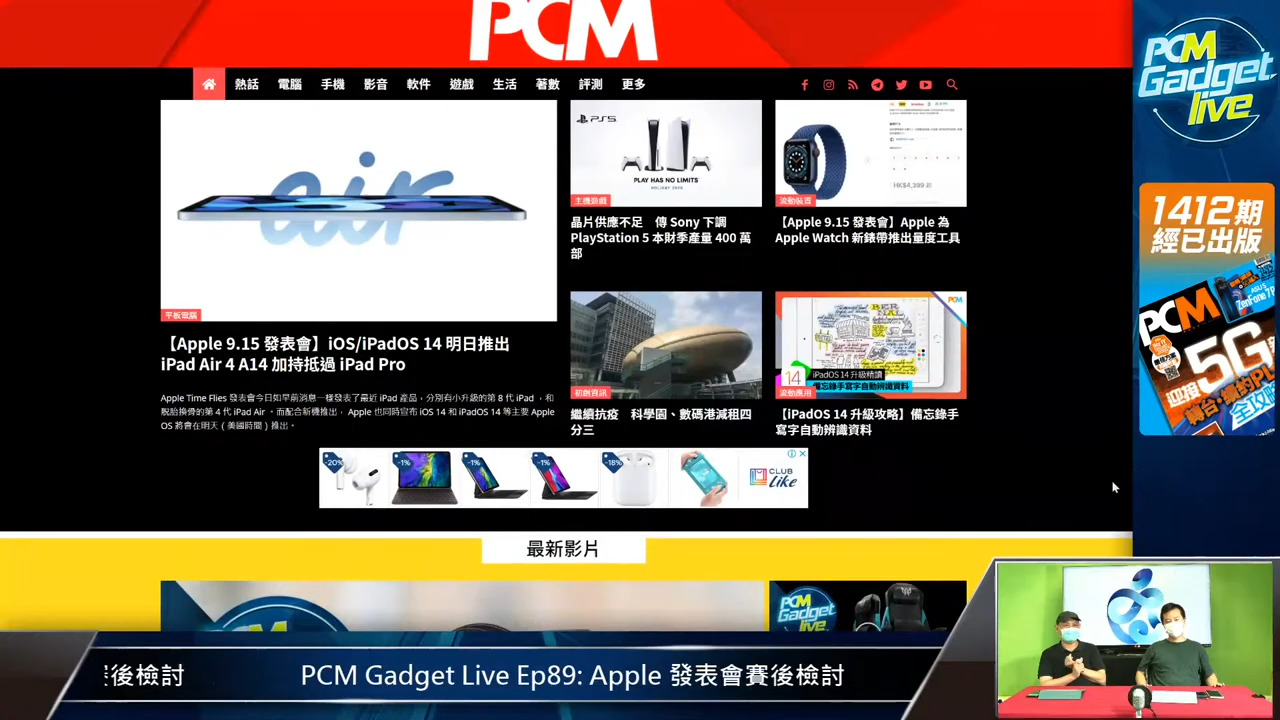 PCM
熱話 電腦 手機 影音 軟件 遊戲 生活 著數 評測 更多
air
平板電腦
【Apple 9.15 發表會】iOS/iPadOS 14 明日推出
iPad Air 4 A14 加持抵過 iPad Pro
Apple Time Flies 發表會今日如早前消息一樣發表了最近 iPad 產品，分別有小升級的第 8 代 iPad ，和
脫胎換骨的第 4 代 iPad Air 。而配合新機推出， Apple 也同時宣布 iOS 14 和 iPadOS 14 等主要 Apple
OS 將會在明天（美國時間）推出。
PS5
PLAY HAS NO LIMITS
HOLIDAY 2020
主機遊戲
晶片供應不足　傳 Sony 下調
PlayStation 5 本財季產量 400 萬
部
HK$4,399 起
流動裝置
【Apple 9.15 發表會】Apple 為
Apple Watch 新錶帶推出量度工具
初創資訊
繼續抗疫　科學園、數碼港減租四
分三
PCM
14
iPadOS 14 升級精讀
備忘錄手寫字自動辨識資料
流動應用
【iPadOS 14 升級攻略】備忘錄手
寫字自動辨識資料
-20%
-1%
-1%
-1%
-18%
CLUB
like
最新影片
PCM
Gadget
live
PCM
Gadget
live
1412期
經已出版
PCM
ASUS
ZenFone 7
5G
迎接
後檢討
PCM Gadget Live Ep89: Apple 發表會賽後檢討